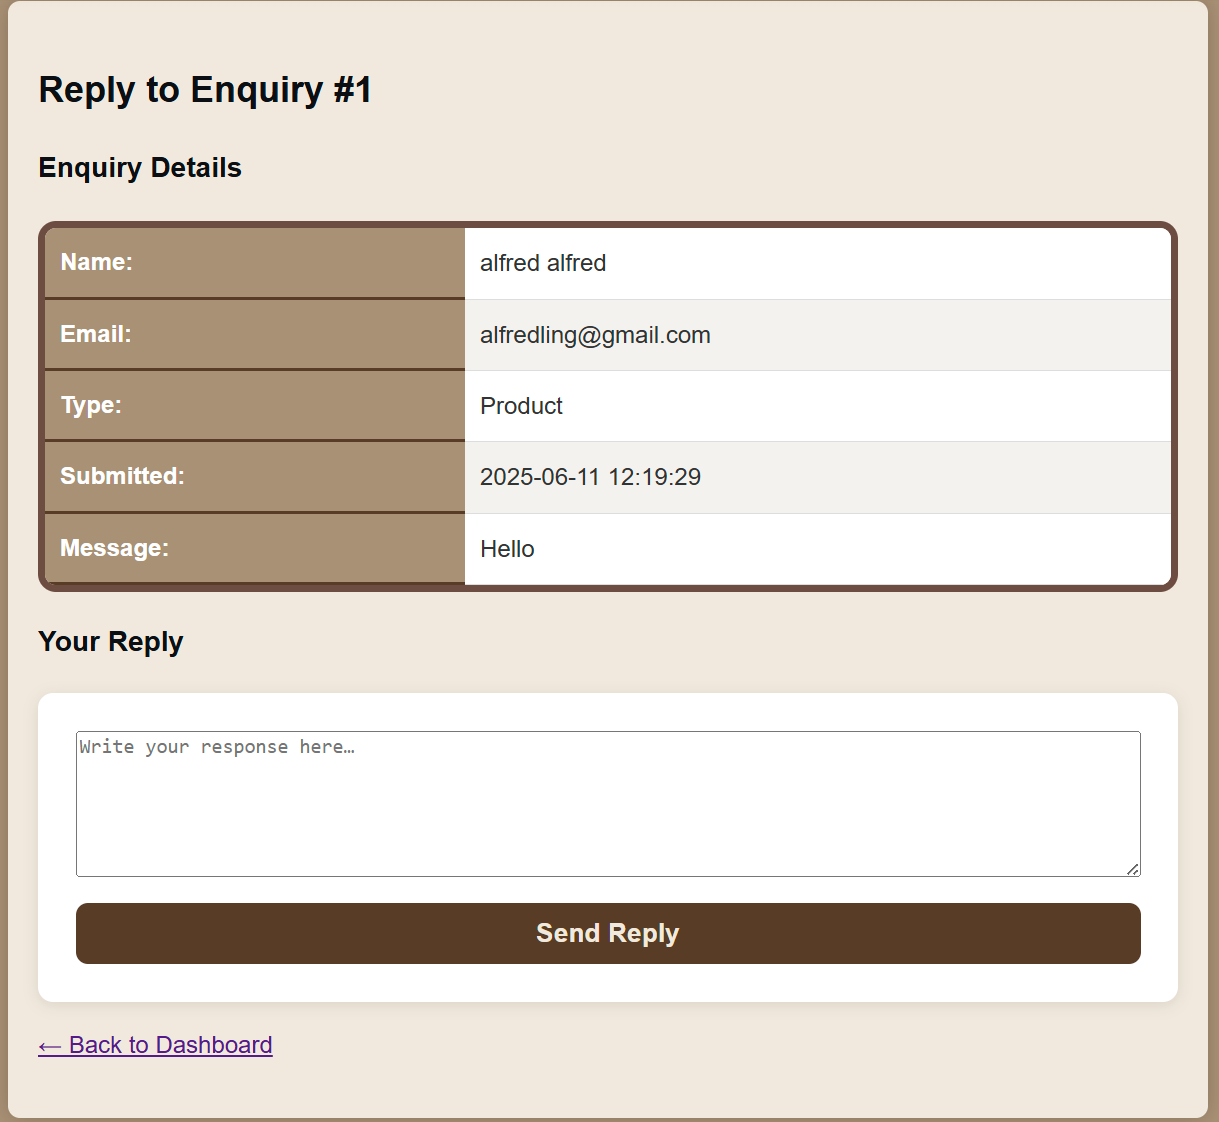 Reply to Enquiry #1
Enquiry Details
Name: alfred alfred
Email: alfredling@gmail.com
Type: Product
Submitted: 2025-06-11 12:19:29
Message: Hello
Your Reply
Write your response here…
Send Reply
← Back to Dashboard